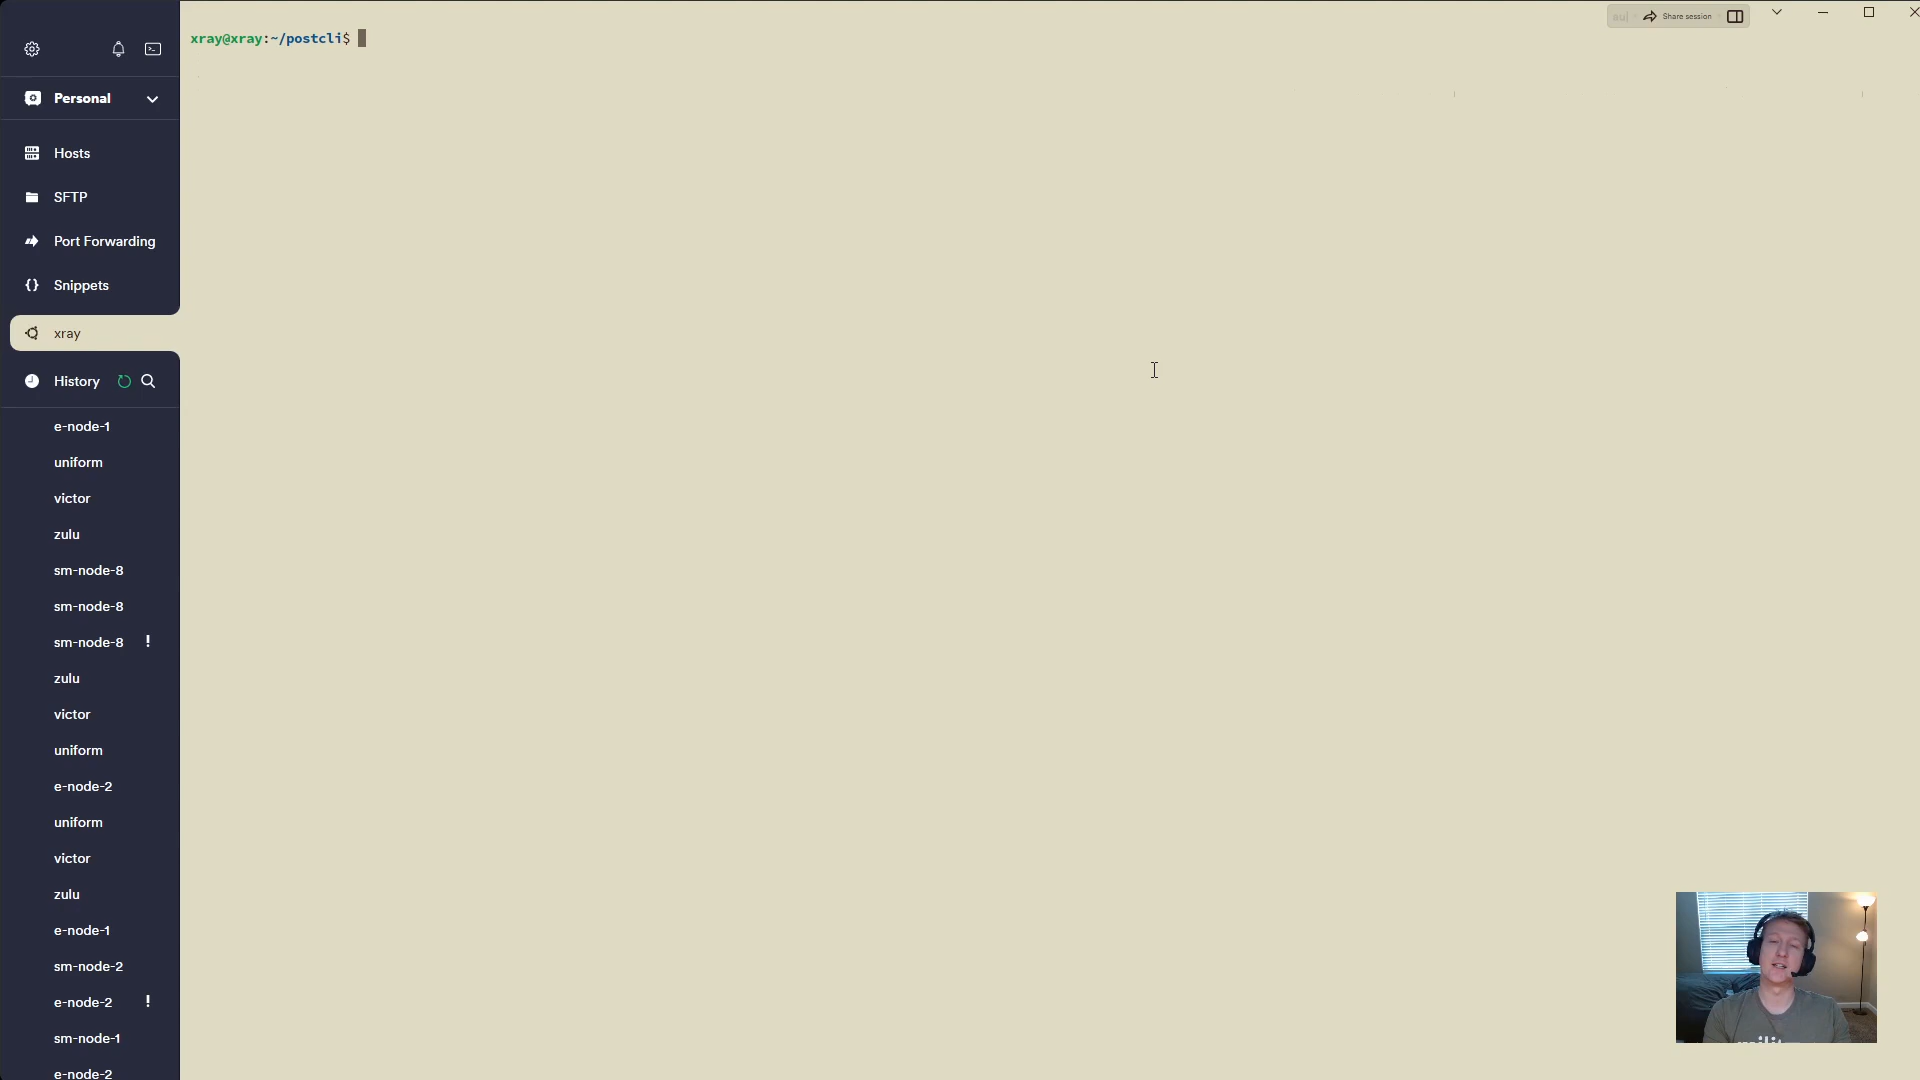 xray@xray:~/postcli$
Share session
Personal
Hosts
SFTP
Port Forwarding
Snippets
xray
History
e-node-1
uniform
victor
zulu
sm-node-8
sm-node-8
sm-node-8 !
zulu
victor
uniform
e-node-2
uniform
victor
zulu
e-node-1
sm-node-2
e-node-2 !
sm-node-1
e-node-2